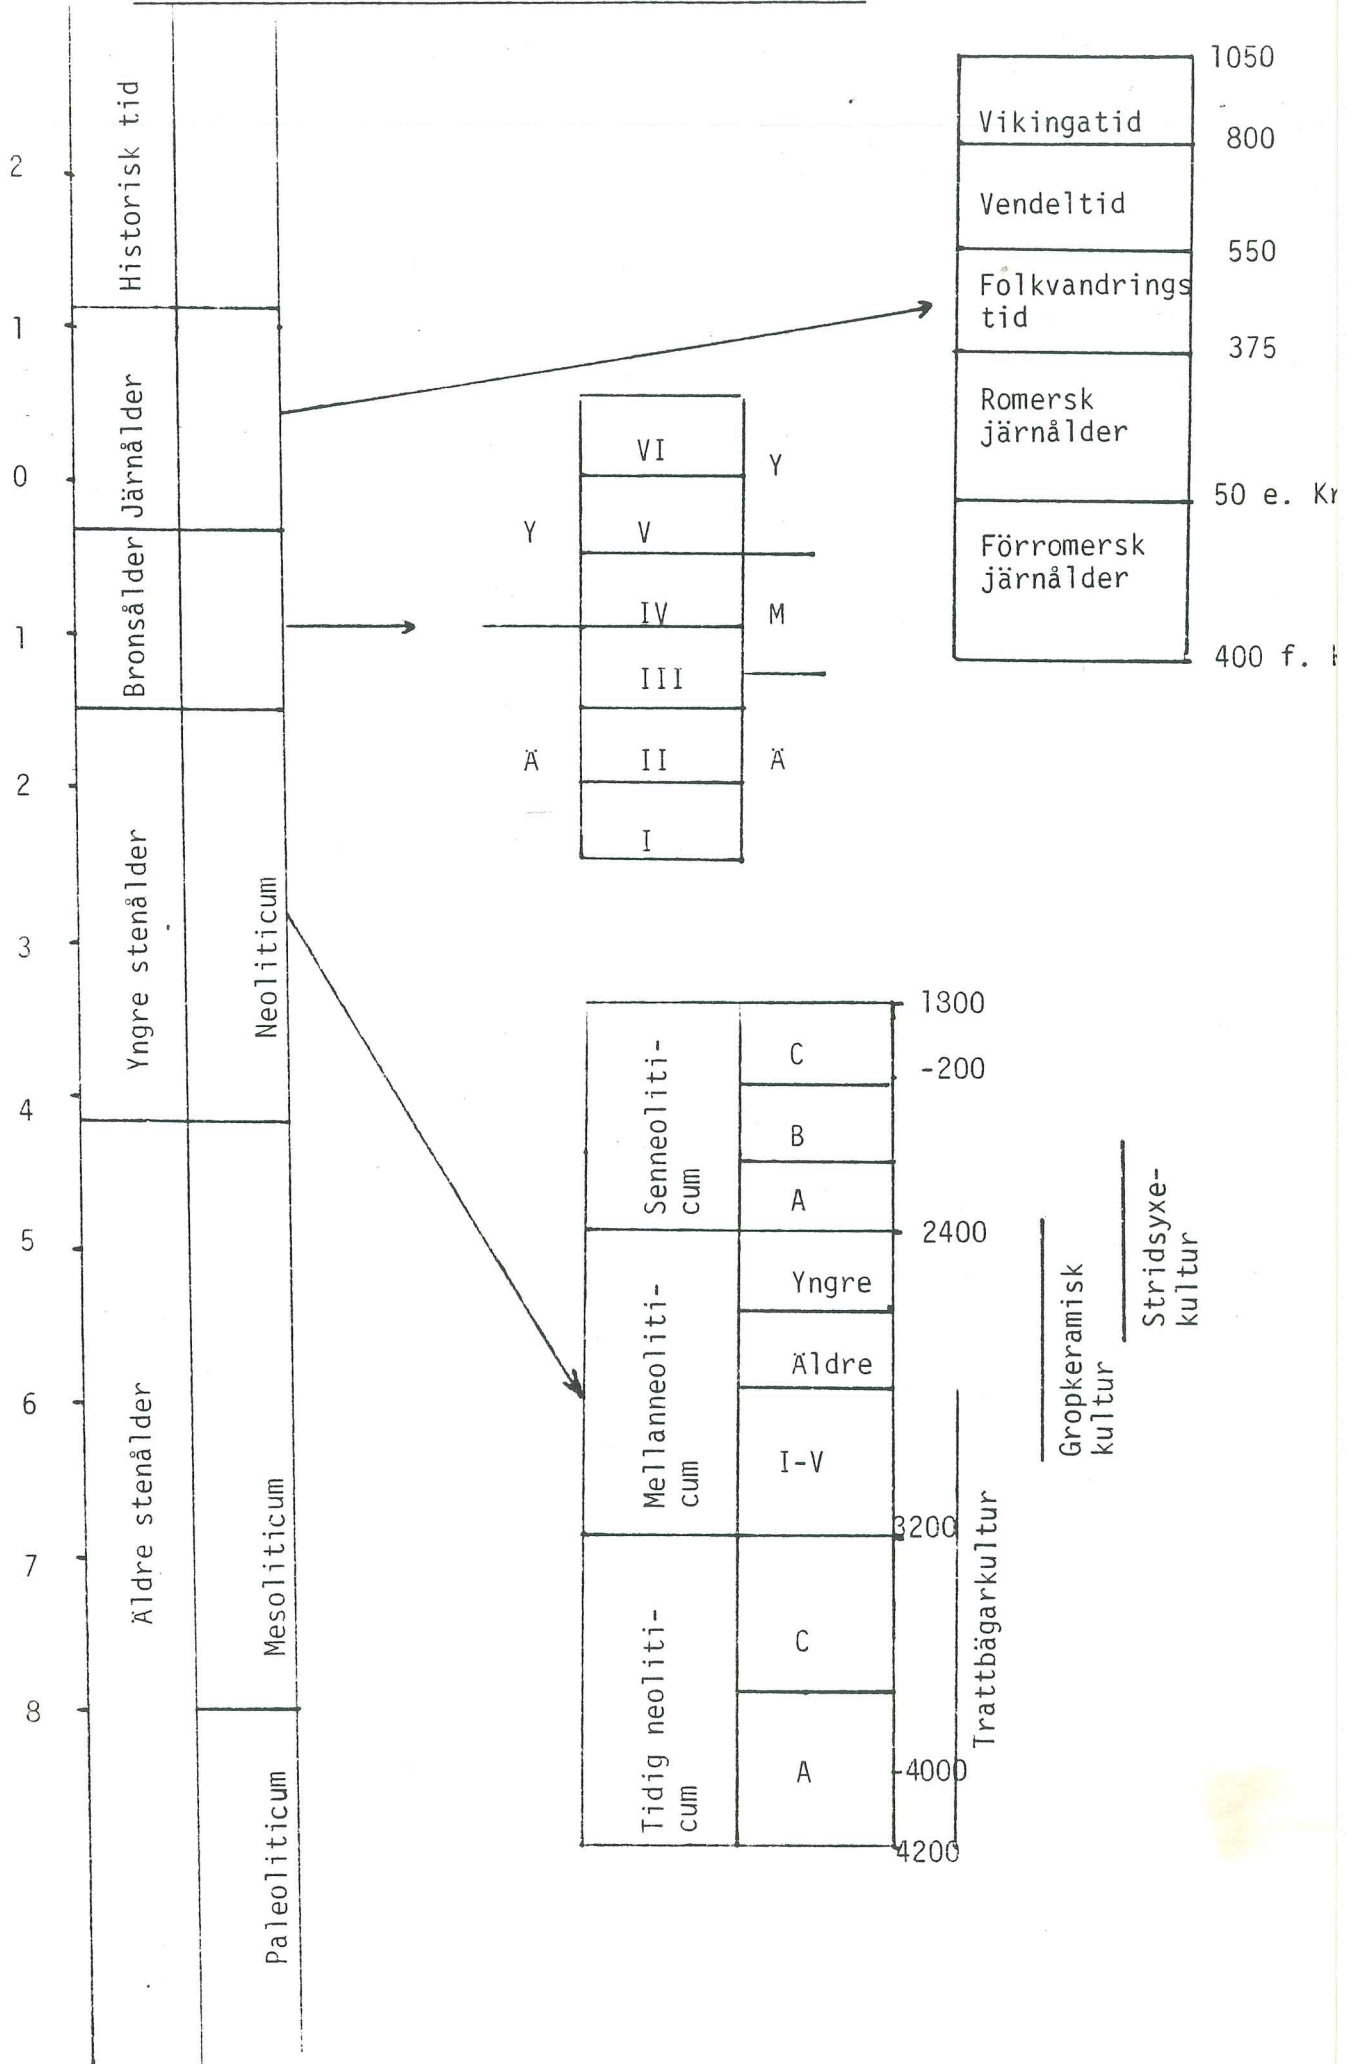 2
1
0
1
2
3
4
5
6
7
8
Historisk tid
Järnålder
Bronsålder
Yngre stenålder
Äldre stenålder
Neoliticum
Mesoliticum
Paleoliticum
Vikingatid
Vendeltid
Folkvandrings
tid
Romersk
järnålder
Förromersk
järnålder
1050
800
550
375
50 e. Kr
400 f.
VI
V
IV
III
II
I
Y
Ä
Y
M
Ä
Senneoliti-
cum
Mellanneoliti-
cum
Tidig neoliti-
cum
C
B
A
Yngre
Äldre
I-V
C
A
1300
-200
2400
3200
4000
4200
Trattbägarkultur
Gropkeramisk
kultur
Stridsyxe-
kultur